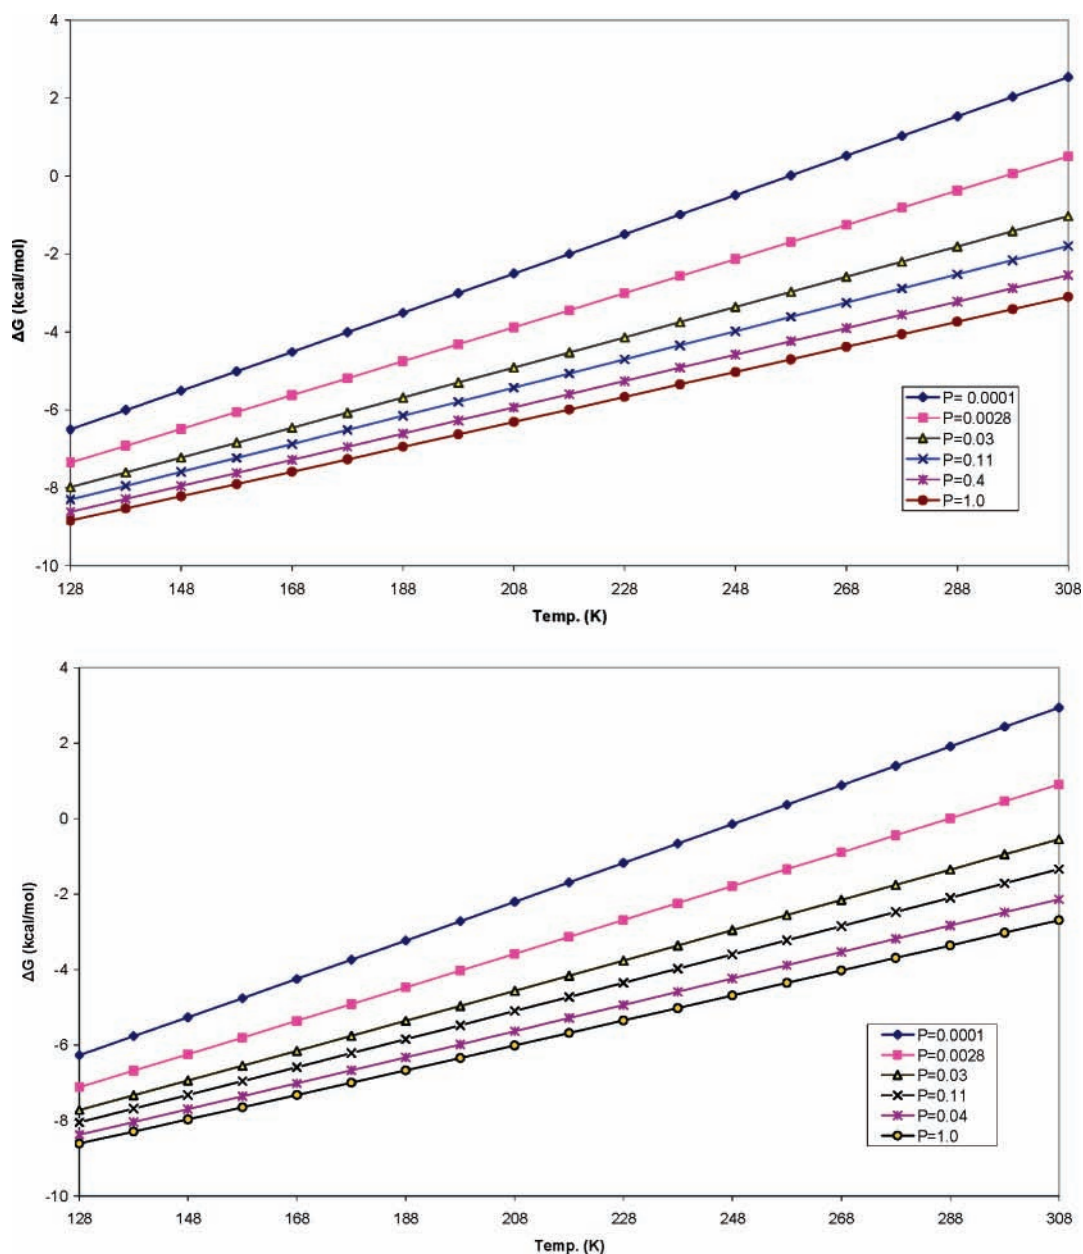 4
2
0
-2
ΔG (kcal/mol)
-4
-6
-8
-10
P= 0.0001
P=0.0028
P=0.03
P=0.11
P=0.4
P=1.0
128 148 168 188 208 228 248 268 288 308
Temp. (K)
4
2
0
-2
ΔG (kcal/mol)
-4
-6
-8
-10
P=0.0001
P=0.0028
P=0.03
P=0.11
P=0.04
P=1.0
128 148 168 188 208 228 248 268 288 308
Temp. (K)